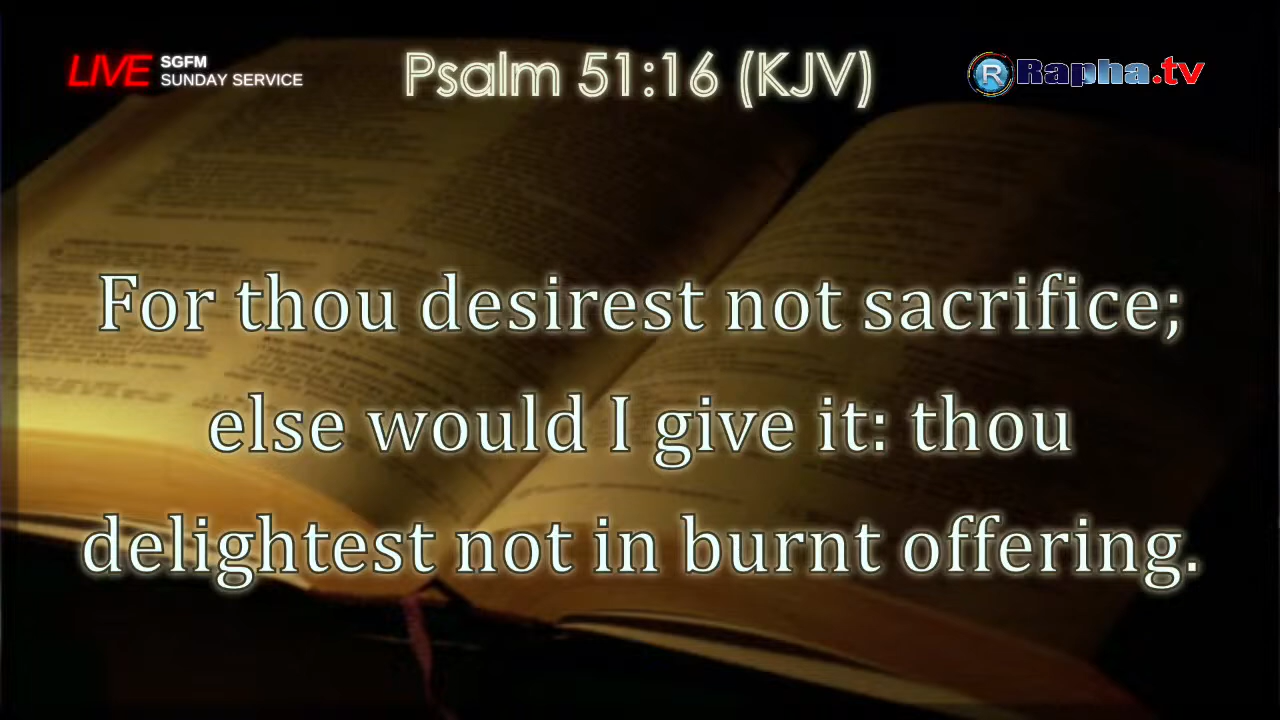 LIVE
SGFM
SUNDAY SERVICE
Psalm 51:16 (KJV)
R Rapha.tv
For thou desirest not sacrifice;
else would I give it: thou
delightest not in burnt offering.